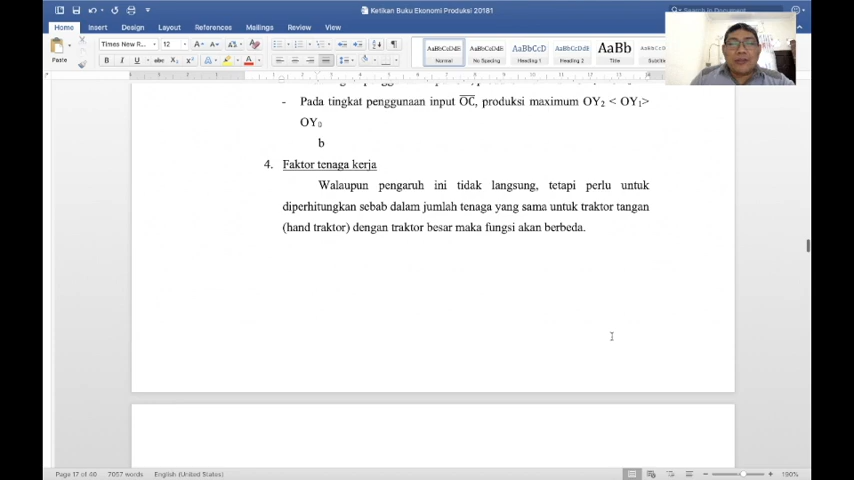 Ketikan Buku Ekonomi Produksi 20181
Home Insert Design Layout References Mailings Review View
Times New R... 12
Paste
AaBbCcDdE AaBbCcDdE AaBbCcD AaBbCcDdE AaBb
Normal No Spacing Heading 1 Heading 2 Title
- Pada tingkat penggunaan input O̅C̅, produksi maximum OY₂ < OY₁>
OY₀
b
4. Faktor tenaga kerja
Walaupun pengaruh ini tidak langsung, tetapi perlu untuk
diperhitungkan sebab dalam jumlah tenaga yang sama untuk traktor tangan
(hand traktor) dengan traktor besar maka fungsi akan berbeda.
Page 17 of 40 7057 words English (United States) 190%